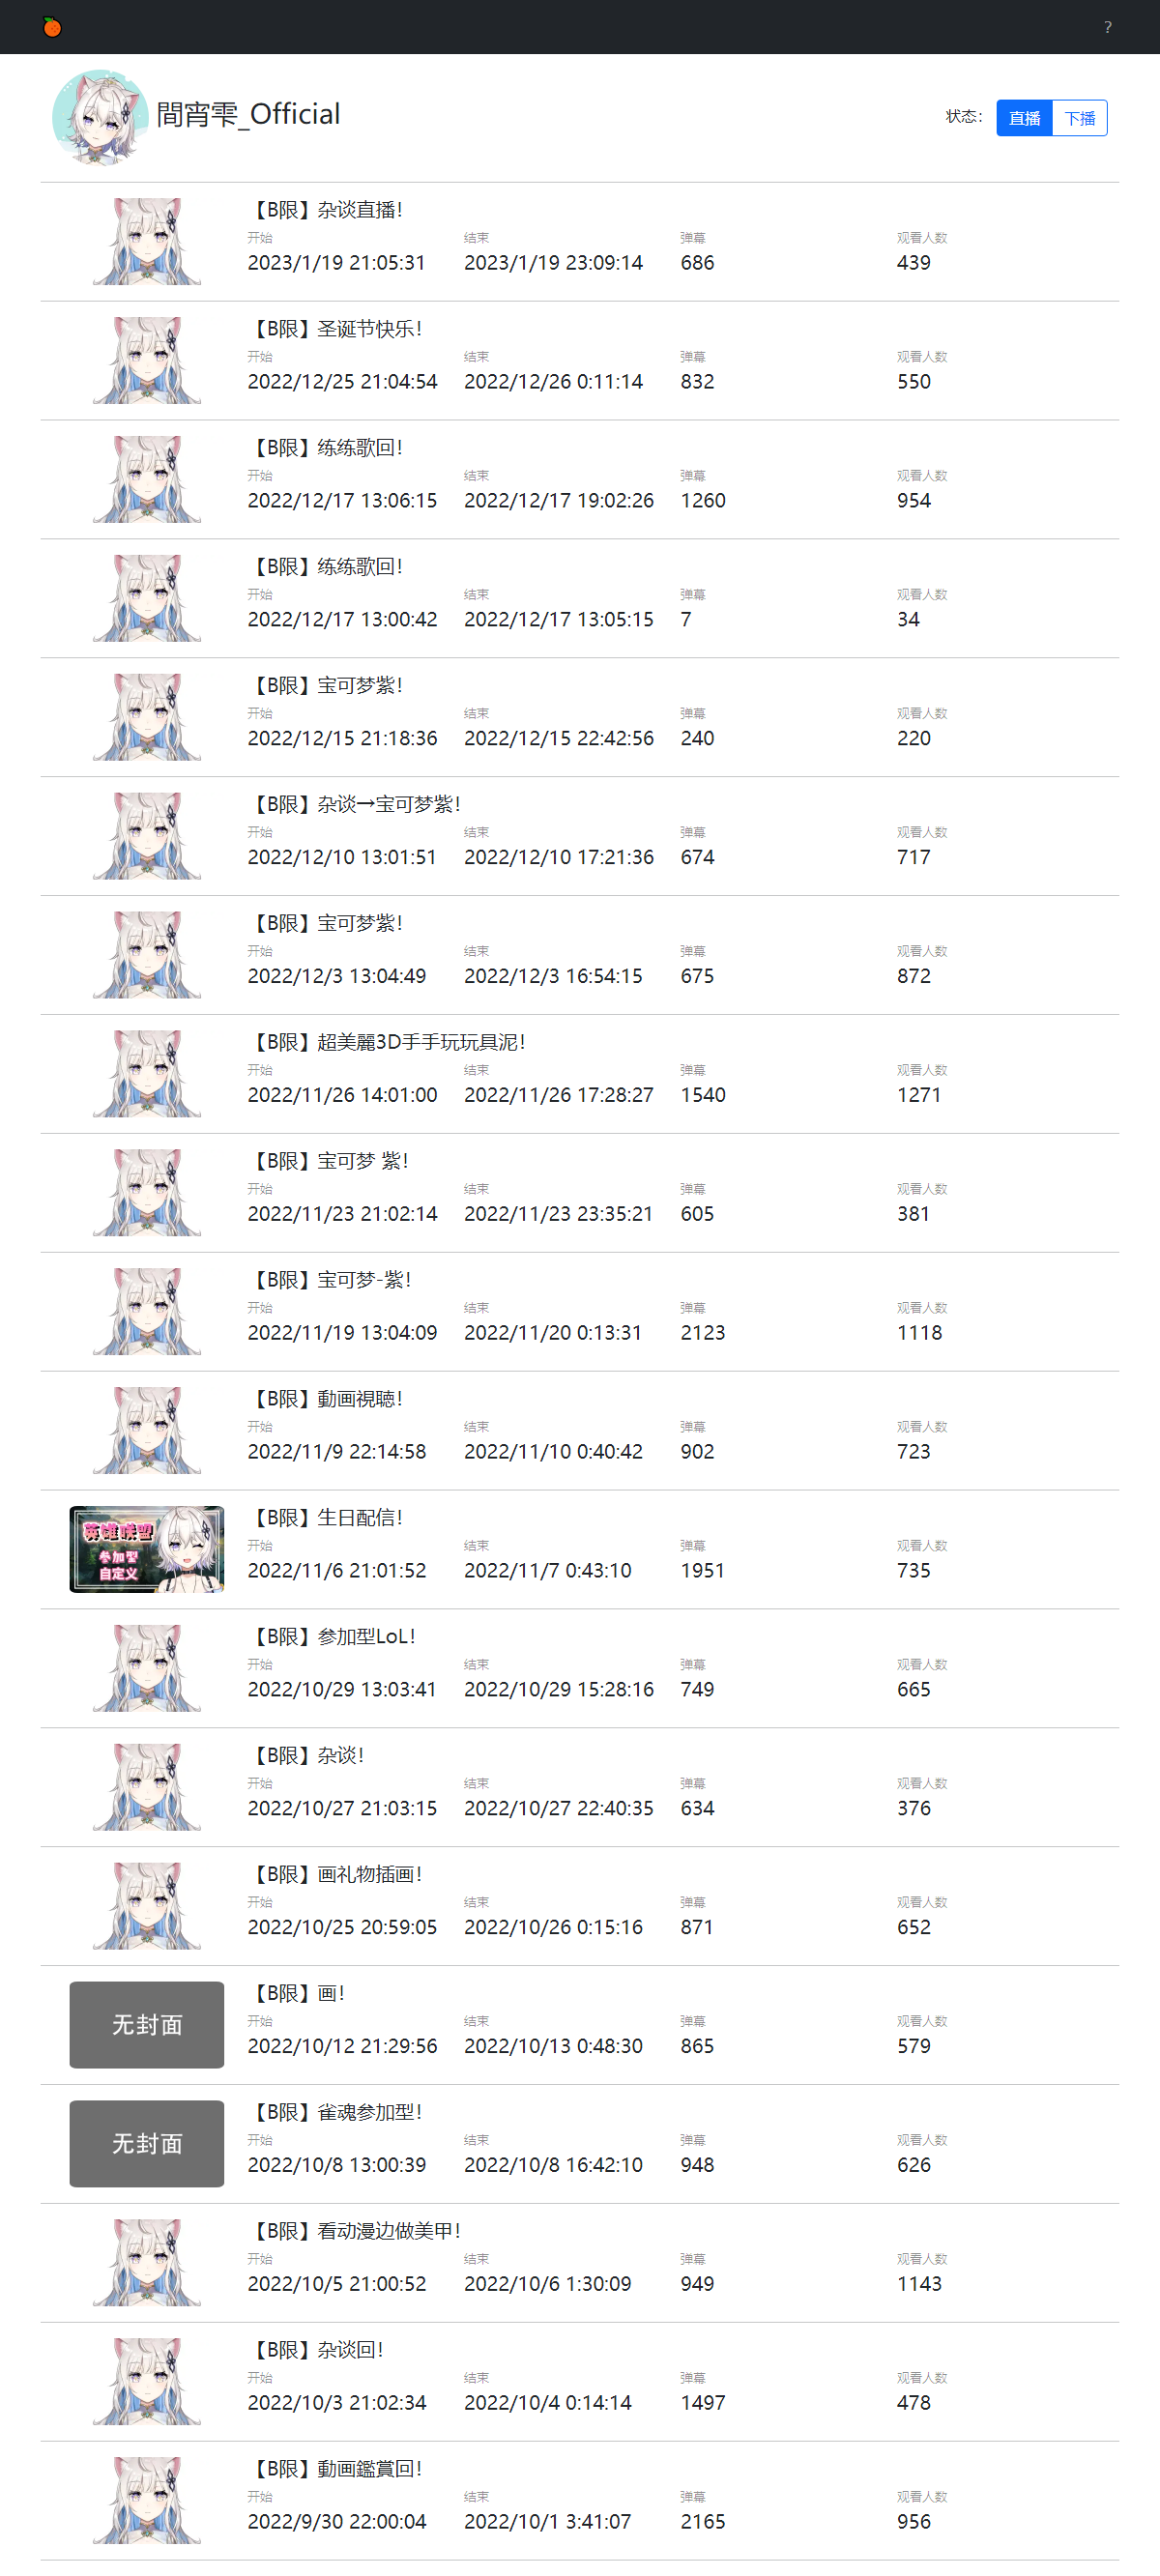 ?
間宵雫_Official
状态：
直播 下播
【B限】杂谈直播！
开始 结束 弹幕 观看人数
2023/1/19 21:05:31 2023/1/19 23:09:14 686 439
【B限】圣诞节快乐！
开始 结束 弹幕 观看人数
2022/12/25 21:04:54 2022/12/26 0:11:14 832 550
【B限】练练歌回！
开始 结束 弹幕 观看人数
2022/12/17 13:06:15 2022/12/17 19:02:26 1260 954
【B限】练练歌回！
开始 结束 弹幕 观看人数
2022/12/17 13:00:42 2022/12/17 13:05:15 7 34
【B限】宝可梦紫！
开始 结束 弹幕 观看人数
2022/12/15 21:18:36 2022/12/15 22:42:56 240 220
【B限】杂谈→宝可梦紫！
开始 结束 弹幕 观看人数
2022/12/10 13:01:51 2022/12/10 17:21:36 674 717
【B限】宝可梦紫！
开始 结束 弹幕 观看人数
2022/12/3 13:04:49 2022/12/3 16:54:15 675 872
【B限】超美麗3D手手玩玩具泥！
开始 结束 弹幕 观看人数
2022/11/26 14:01:00 2022/11/26 17:28:27 1540 1271
【B限】宝可梦 紫！
开始 结束 弹幕 观看人数
2022/11/23 21:02:14 2022/11/23 23:35:21 605 381
【B限】宝可梦-紫！
开始 结束 弹幕 观看人数
2022/11/19 13:04:09 2022/11/20 0:13:31 2123 1118
【B限】動画視聴！
开始 结束 弹幕 观看人数
2022/11/9 22:14:58 2022/11/10 0:40:42 902 723
英雄联盟
参加型
自定义
【B限】生日配信！
开始 结束 弹幕 观看人数
2022/11/6 21:01:52 2022/11/7 0:43:10 1951 735
【B限】参加型LoL！
开始 结束 弹幕 观看人数
2022/10/29 13:03:41 2022/10/29 15:28:16 749 665
【B限】杂谈！
开始 结束 弹幕 观看人数
2022/10/27 21:03:15 2022/10/27 22:40:35 634 376
【B限】画礼物插画！
开始 结束 弹幕 观看人数
2022/10/25 20:59:05 2022/10/26 0:15:16 871 652
无封面
【B限】画！
开始 结束 弹幕 观看人数
2022/10/12 21:29:56 2022/10/13 0:48:30 865 579
无封面
【B限】雀魂参加型！
开始 结束 弹幕 观看人数
2022/10/8 13:00:39 2022/10/8 16:42:10 948 626
【B限】看动漫边做美甲！
开始 结束 弹幕 观看人数
2022/10/5 21:00:52 2022/10/6 1:30:09 949 1143
【B限】杂谈回！
开始 结束 弹幕 观看人数
2022/10/3 21:02:34 2022/10/4 0:14:14 1497 478
【B限】動画鑑賞回！
开始 结束 弹幕 观看人数
2022/9/30 22:00:04 2022/10/1 3:41:07 2165 956